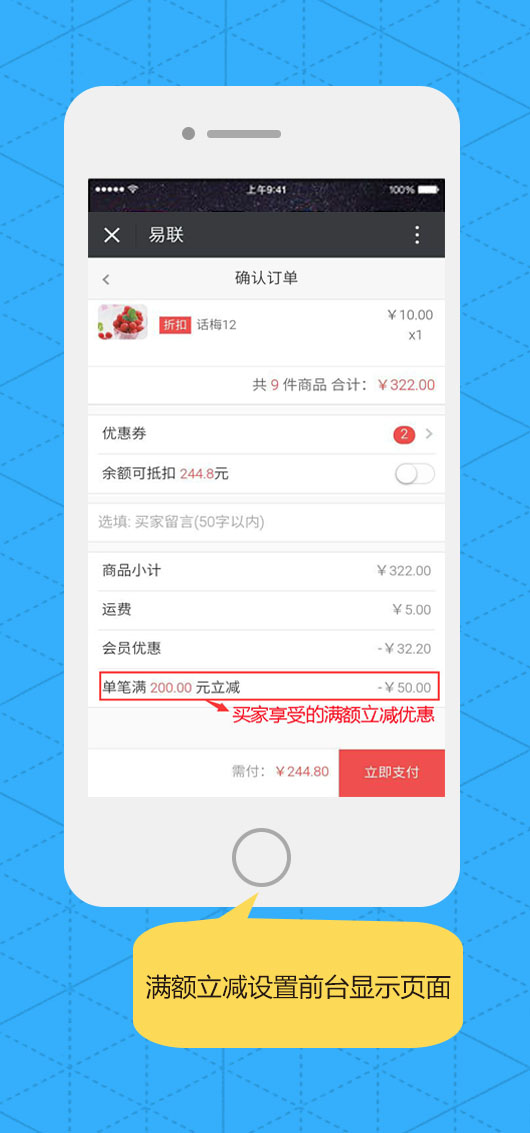 上午9:41 100%
易联
确认订单
折扣 话梅12 ￥10.00
x1
共 9 件商品 合计： ￥322.00
优惠券 2
余额可抵扣 244.8元
选填: 买家留言(50字以内)
商品小计 ￥322.00
运费 ￥5.00
会员优惠 -￥32.20
单笔满 200.00 元立减 -￥50.00
买家享受的满额立减优惠
需付： ￥244.80 立即支付
满额立减设置前台显示页面